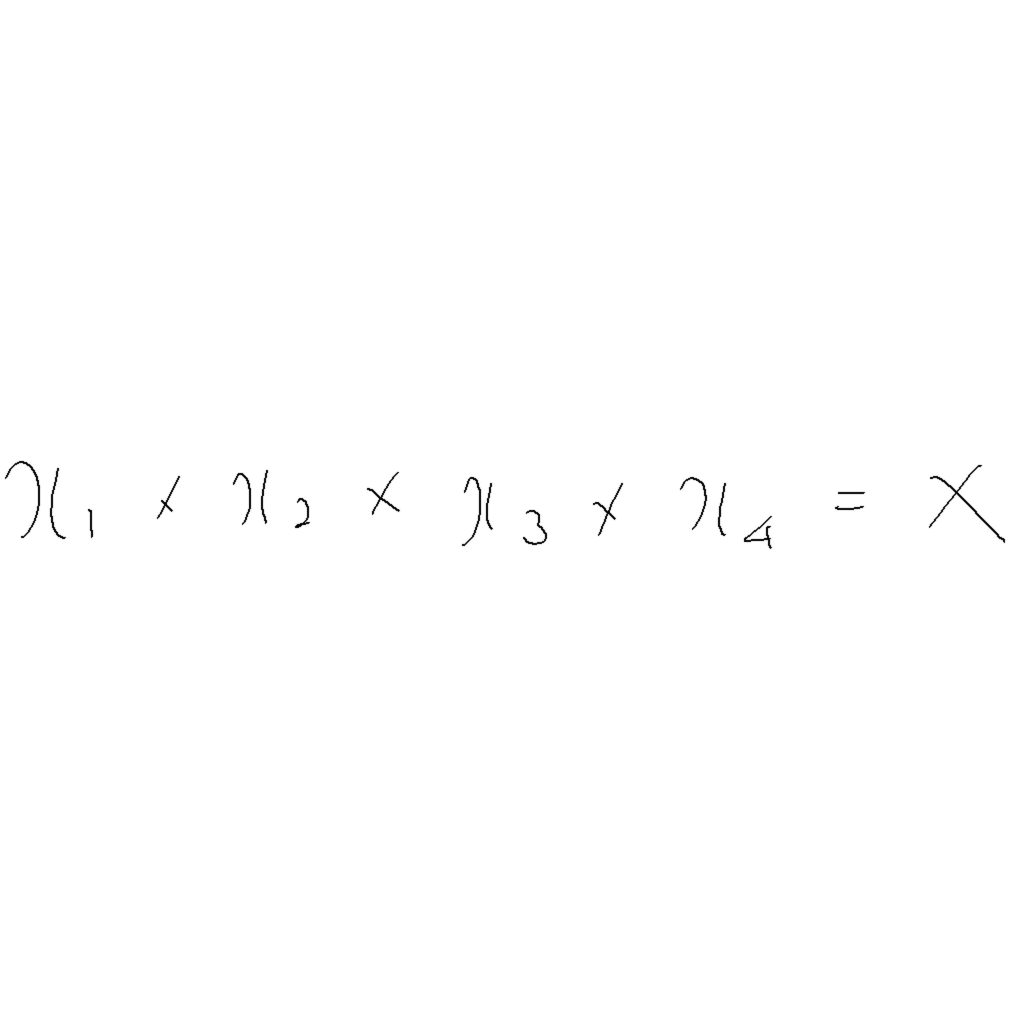 x₁ × x₂ × x₃ × x₄ = X